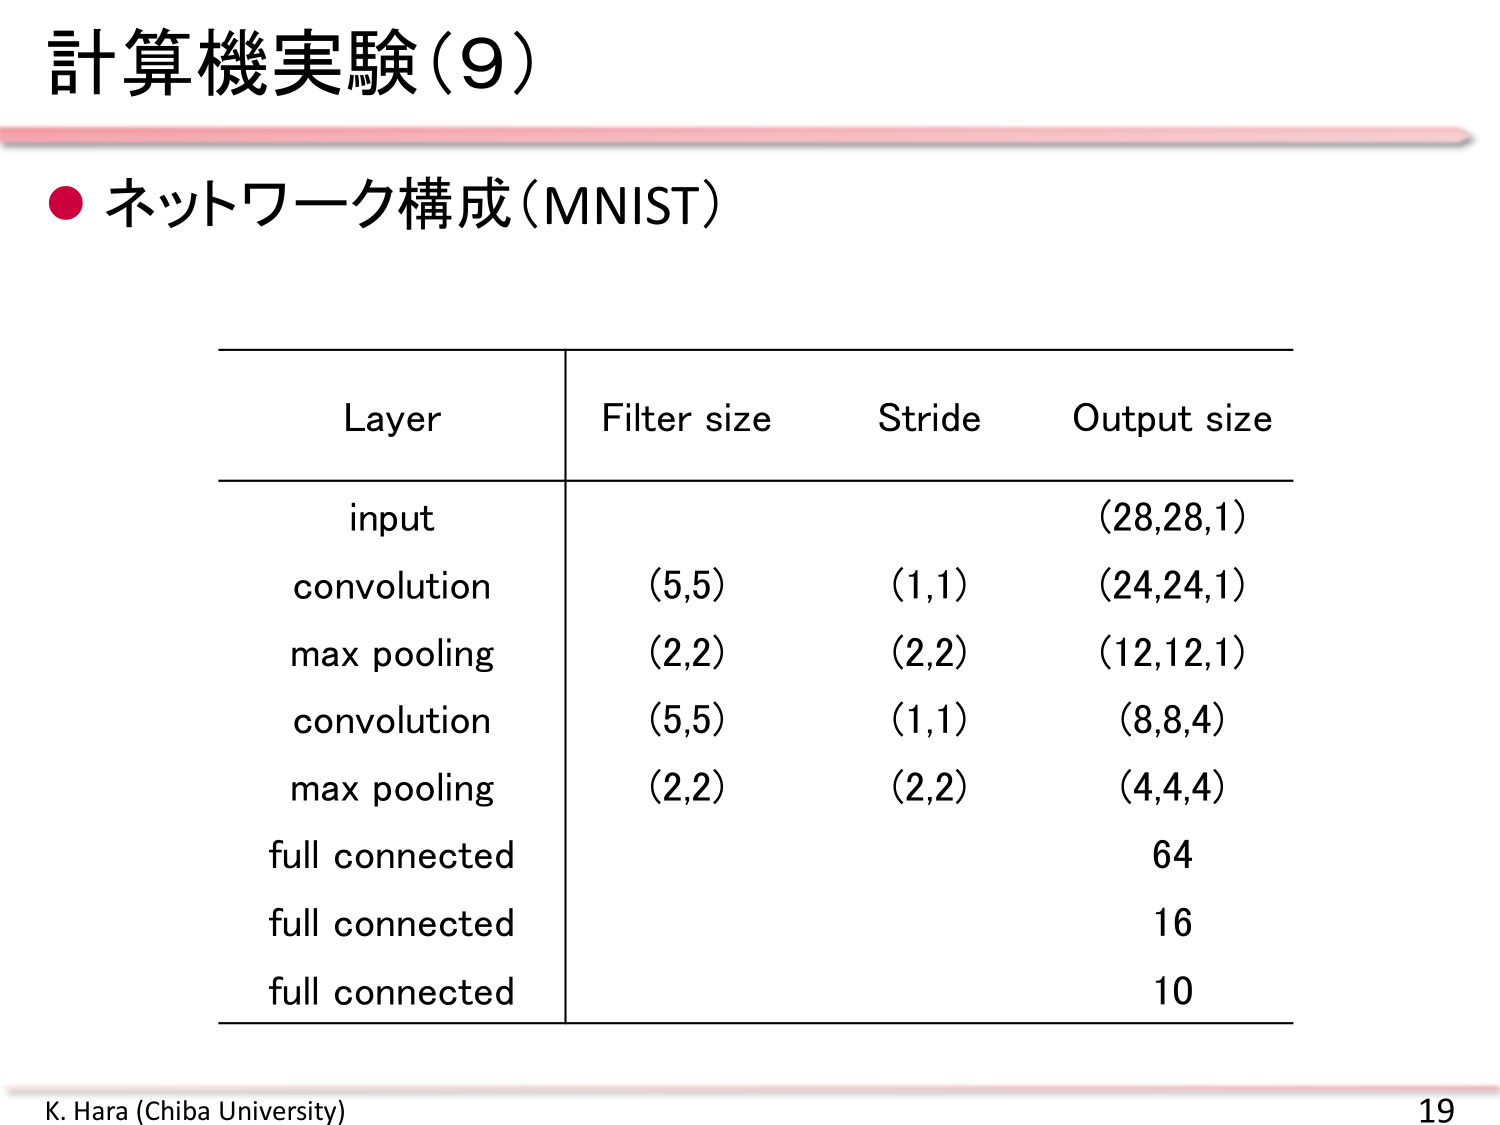 計算機実験（９）
ネットワーク構成（MNIST）
Layer Filter size Stride Output size
input (28,28,1)
convolution (5,5) (1,1) (24,24,1)
max pooling (2,2) (2,2) (12,12,1)
convolution (5,5) (1,1) (8,8,4)
max pooling (2,2) (2,2) (4,4,4)
full connected 64
full connected 16
full connected 10
K. Hara (Chiba University) 19